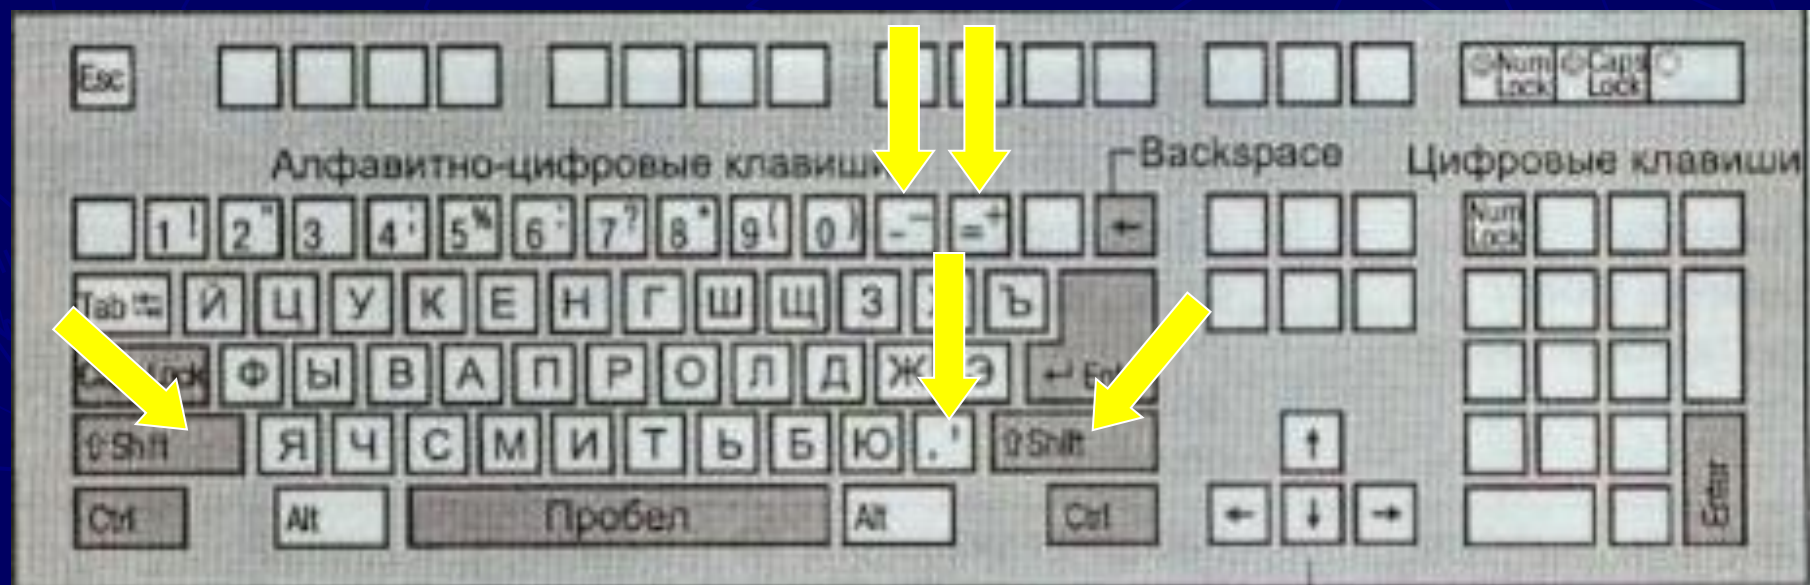 Esc Num Lock Caps Lock
Алфавитно-цифровые клавиши Backspace Цифровые клавиши
1 ! 2 " 3 4 ; 5 % 6 : 7 ? 8 * 9 ( 0 ) - _ = + ← Num Lock
Tab Й Ц У К Е Н Г Ш Щ З Ъ
Ф Ы В А П Р О Л Д Ж Э ↵
⇧Shift Я Ч С М И Т Ь Б Ю . ' ⇧Shift ↑
Ctrl Alt Пробел Alt Ctrl ← ↓ → Enter